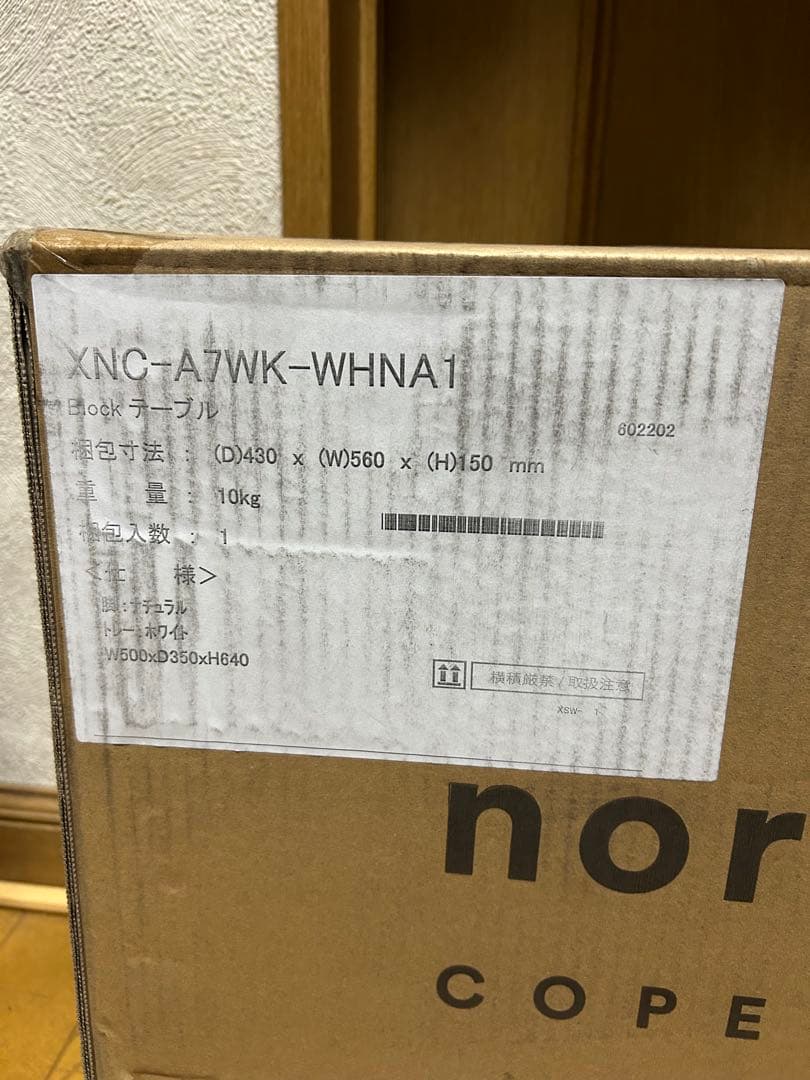 XNC-A7WK-WHNA1
Block テーブル
602202
梱包寸法 : (D)430 x (W)560 x (H)150 mm
重 量 : 10kg
梱包入数 : 1
<仕 様>
脚:ナチュラル
トレー:ホワイト
W500xD350xH640
横積厳禁/取扱注意
XSW- 1
nor
COPE